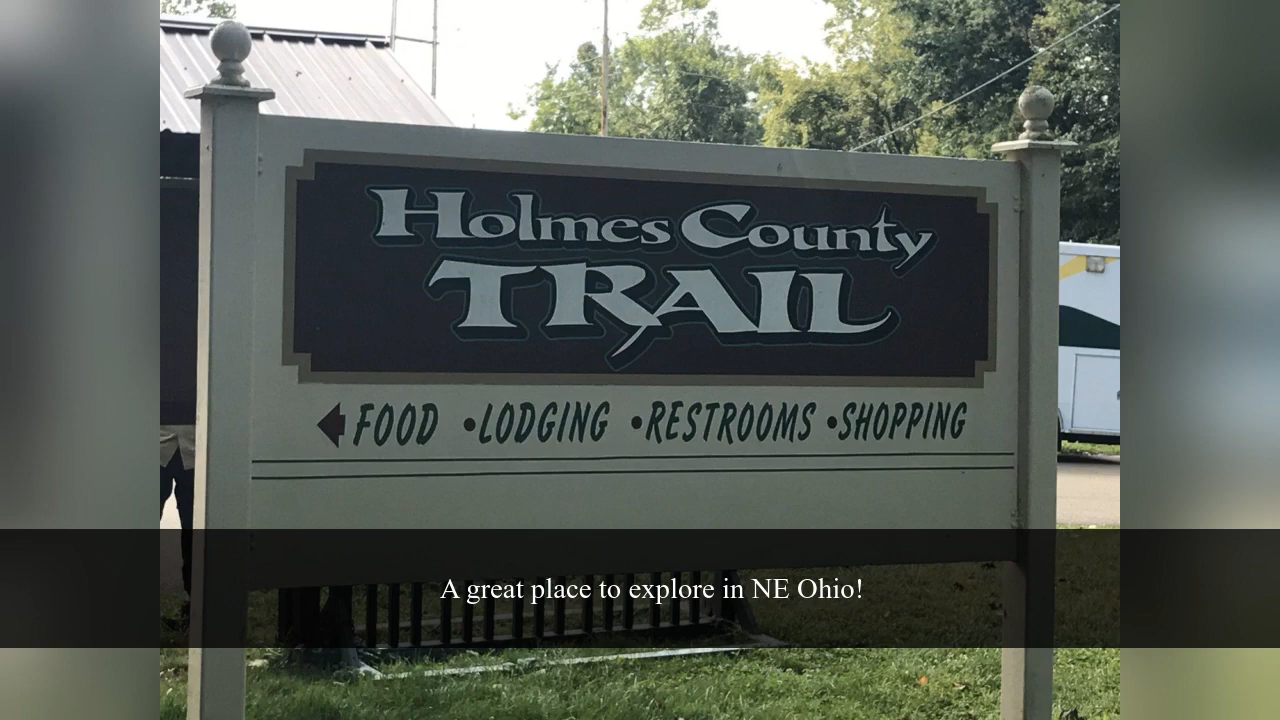 Holmes County
TRAIL
FOOD •LODGING •RESTROOMS •SHOPPING
A great place to explore in NE Ohio!